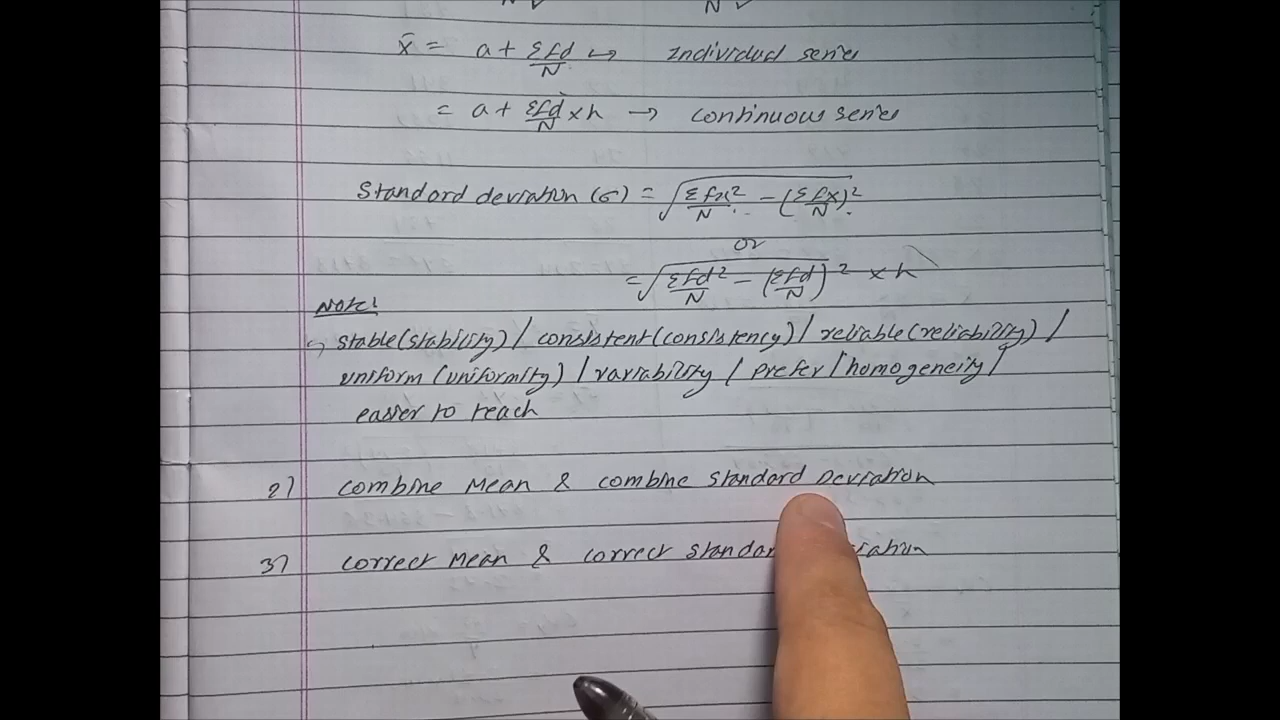 N N
x̄ = a + Σfd/N ↪ Individual series
= a + Σfd'/N × h → continuous series
Standard deviation (σ) = √(Σfx²/N − (Σfx/N)²)
or
= √(Σfd²/N − (Σfd/N)²) × h
Note:
↪ stable(stability) / consistent(consistency) / reliable(reliability) /
uniform (uniformity) / variability / prefer / homogeneity /
easier to teach
2) combine Mean & combine Standard Deviation
3) correct Mean & correct